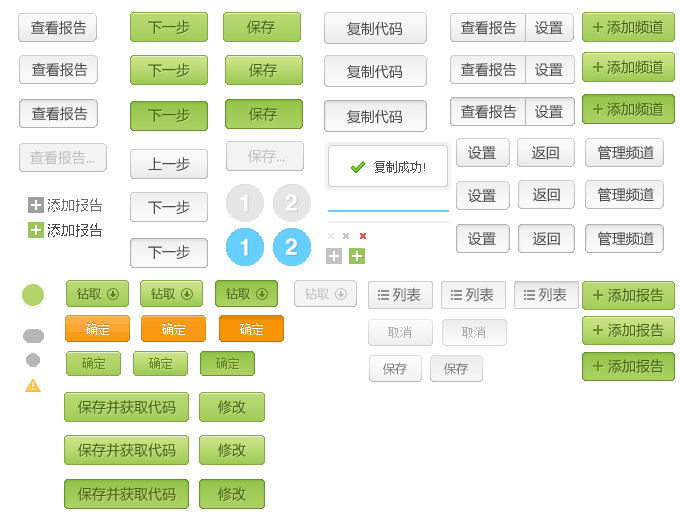 查看报告 下一步 保存 复制代码 查看报告 设置 +添加频道
查看报告 下一步 保存 复制代码 查看报告 设置 +添加频道
查看报告 下一步 保存 复制代码 查看报告 设置 +添加频道
查看报告... 上一步 保存... 复制成功! 设置 返回 管理频道
+添加报告 下一步 1 2 设置 返回 管理频道
+添加报告 下一步 1 2 设置 返回 管理频道
钻取 钻取 钻取 钻取 列表 列表 列表 +添加报告
确定 确定 确定 取消 取消 +添加报告
确定 确定 确定 保存 保存 +添加报告
保存并获取代码 修改
保存并获取代码 修改
保存并获取代码 修改